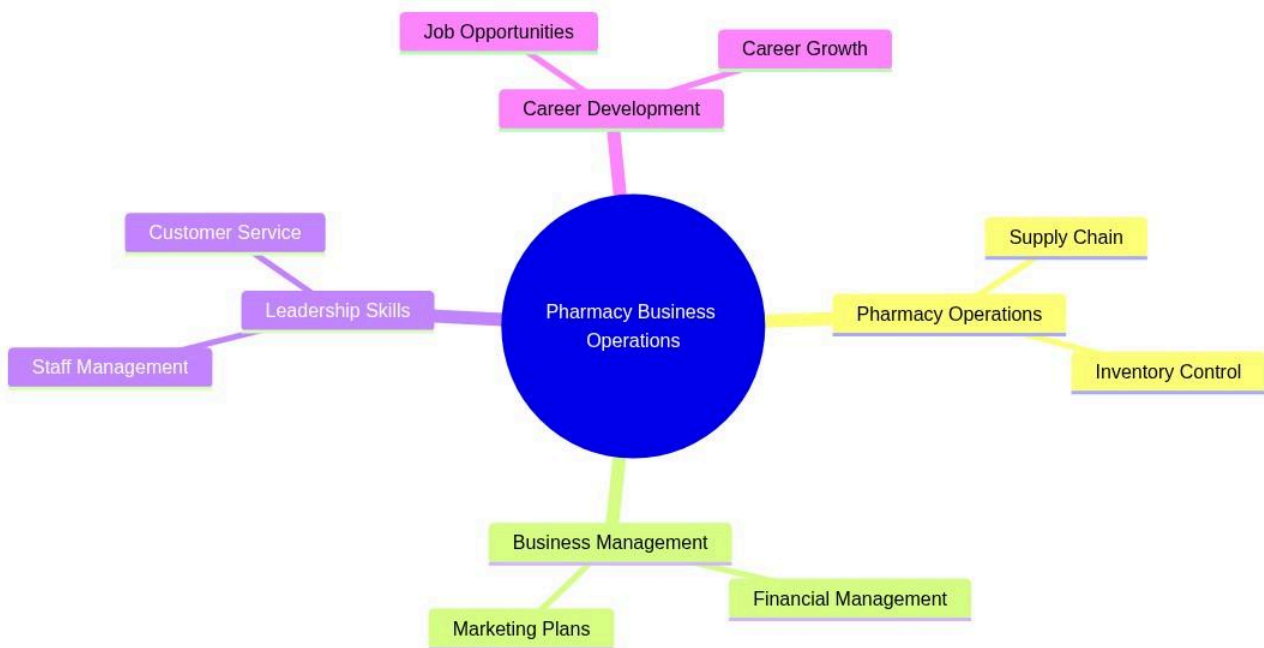 Job Opportunities
Career Growth
Career Development
Customer Service
Supply Chain
Leadership Skills
Pharmacy Business
Operations
Pharmacy Operations
Staff Management
Inventory Control
Business Management
Financial Management
Marketing Plans